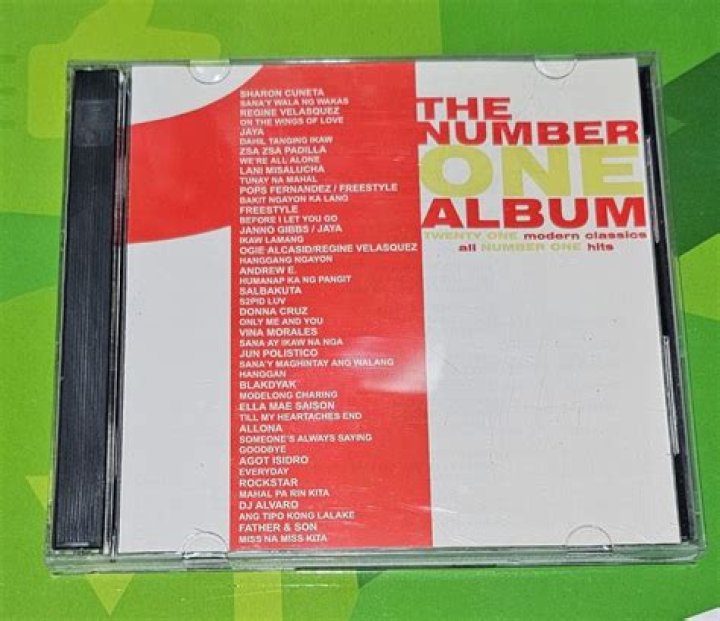 SHARON CUNETA
SANA'Y WALA NG WAKAS
REGINE VELASQUEZ
ON THE WINGS OF LOVE
JAYA
DAHIL TANGING IKAW
ZSA ZSA PADILLA
WE'RE ALL ALONE
LANI MISALUCHA
TUNAY NA MAHAL
POPS FERNANDEZ / FREESTYLE
BAKIT NGAYON KA LANG
FREESTYLE
BEFORE I LET YOU GO
JANNO GIBBS / JAYA
IKAW LAMANG
OGIE ALCASID/REGINE VELASQUEZ
HANGGANG NGAYON
ANDREW E.
HUMANAP KA NG PANGIT
SALBAKUTA
S2PID LUV
DONNA CRUZ
ONLY ME AND YOU
VINA MORALES
SANA AY IKAW NA NGA
JUN POLISTICO
SANA'Y MAGHINTAY ANG WALANG
HANGGAN
BLAKDYAK
MODELONG CHARING
ELLA MAE SAISON
TILL MY HEARTACHES END
ALLONA
SOMEONE'S ALWAYS SAYING
GOODBYE
AGOT ISIDRO
EVERYDAY
ROCKSTAR
MAHAL PA RIN KITA
DJ ALVARO
ANG TIPO KONG LALAKE
FATHER & SON
MISS NA MISS KITA
THE
NUMBER
ONE
ALBUM
TWENTY ONE modern classics
all NUMBER ONE hits